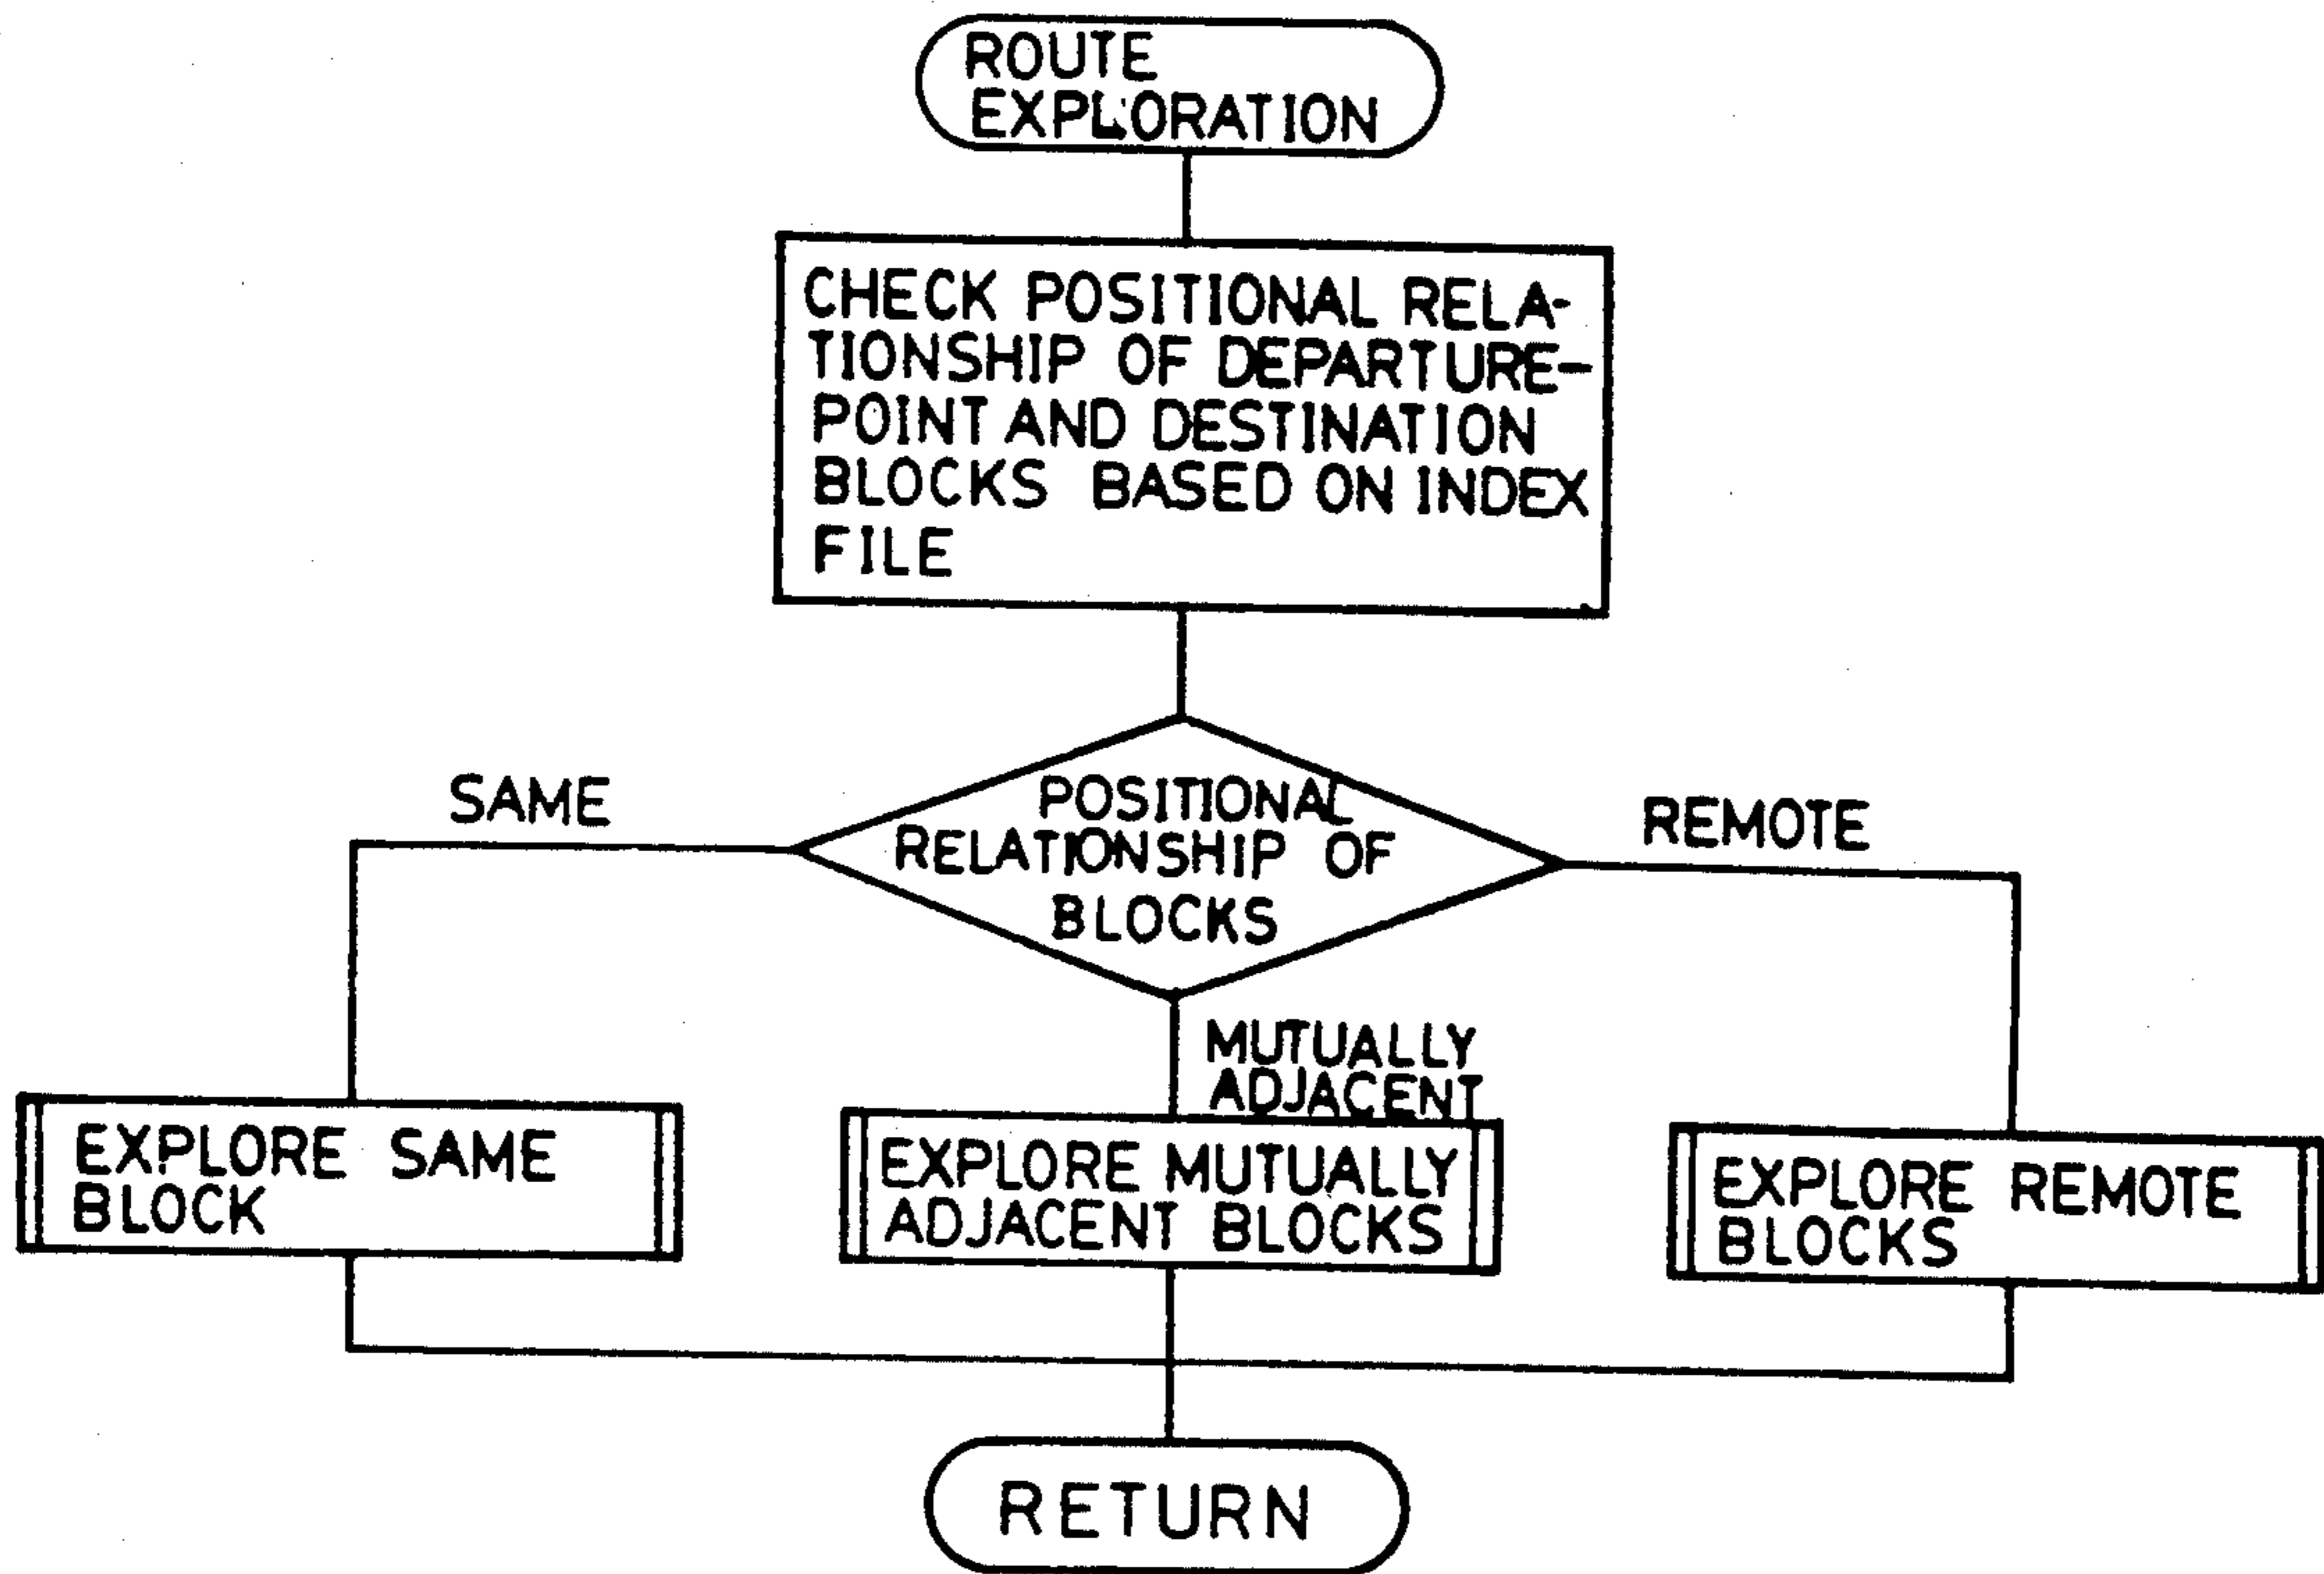 ROUTE
EXPLORATION
CHECK POSITIONAL RELA-
TIONSHIP OF DEPARTURE-
POINT AND DESTINATION
BLOCKS BASED ON INDEX
FILE
POSITIONAL
RELATIONSHIP OF
BLOCKS
SAME
REMOTE
MUTUALLY
ADJACENT
EXPLORE SAME
BLOCK
EXPLORE MUTUALLY
ADJACENT BLOCKS
EXPLORE REMOTE
BLOCKS
RETURN